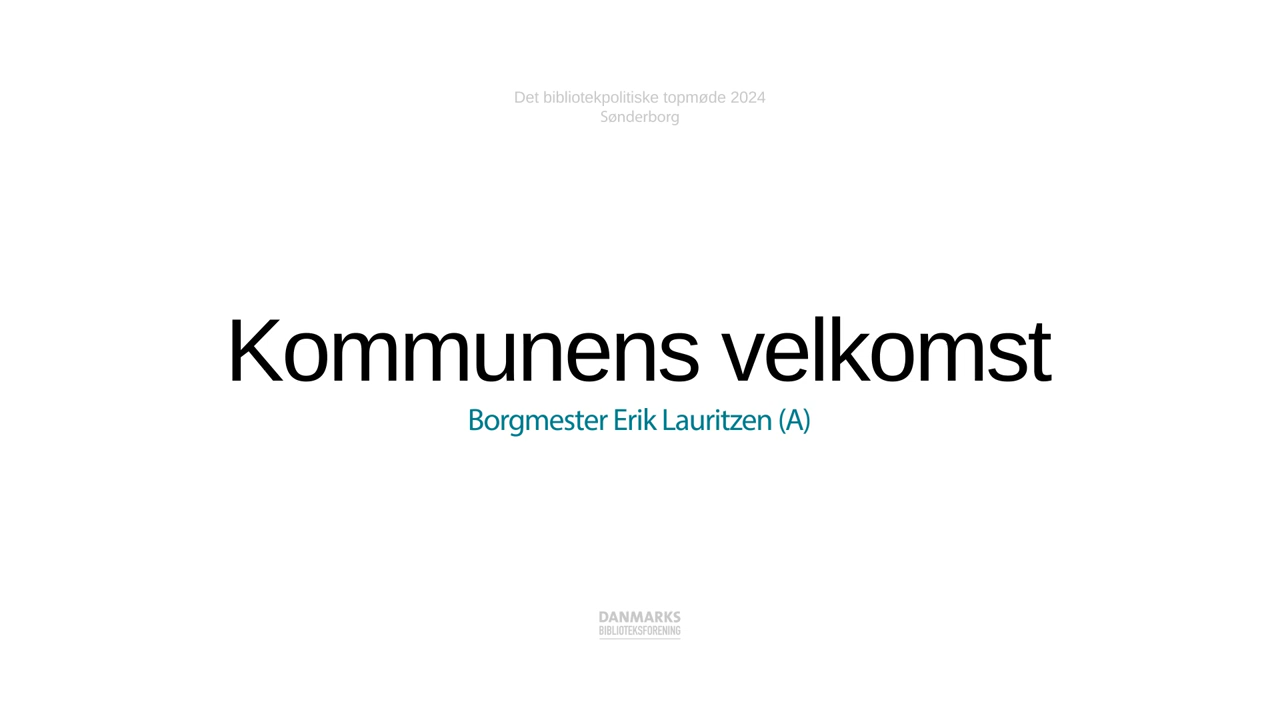 Det bibliotekpolitiske topmøde 2024
Sønderborg
Kommunens velkomst
Borgmester Erik Lauritzen (A)
DANMARKS
BIBLIOTEKSFORENING